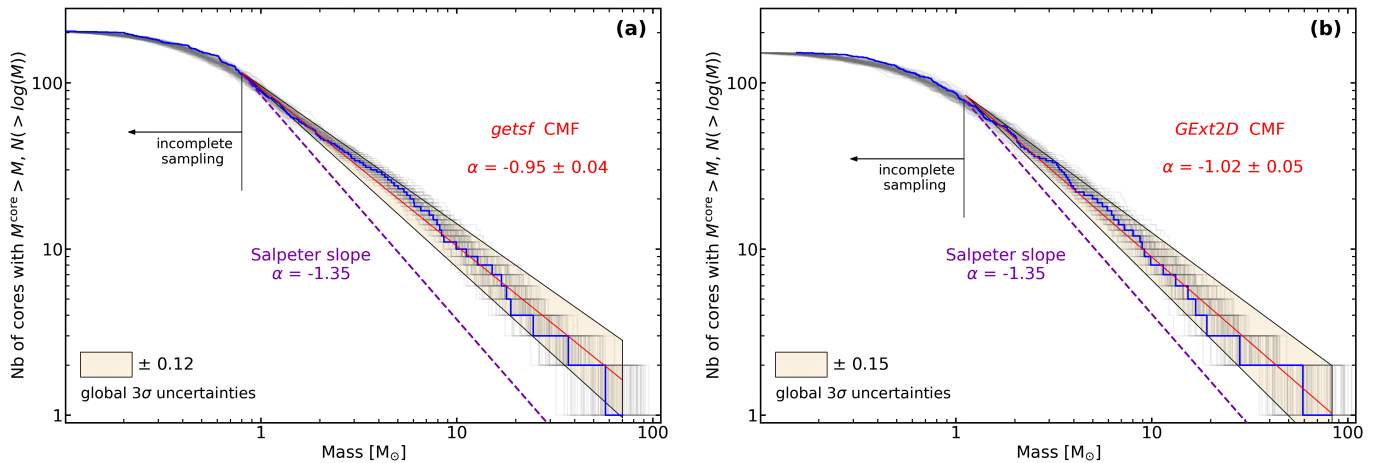 (a)
Nb of cores with M^core > M, N( > log(M))
100
10
1
getsf CMF
α = -0.95 ± 0.04
incomplete
sampling
Salpeter slope
α = -1.35
± 0.12
global 3σ uncertainties
1
10
100
Mass [M⊙]
(b)
Nb of cores with M^core > M, N( > log(M))
100
10
1
GExt2D CMF
α = -1.02 ± 0.05
incomplete
sampling
Salpeter slope
α = -1.35
± 0.15
global 3σ uncertainties
1
10
100
Mass [M⊙]